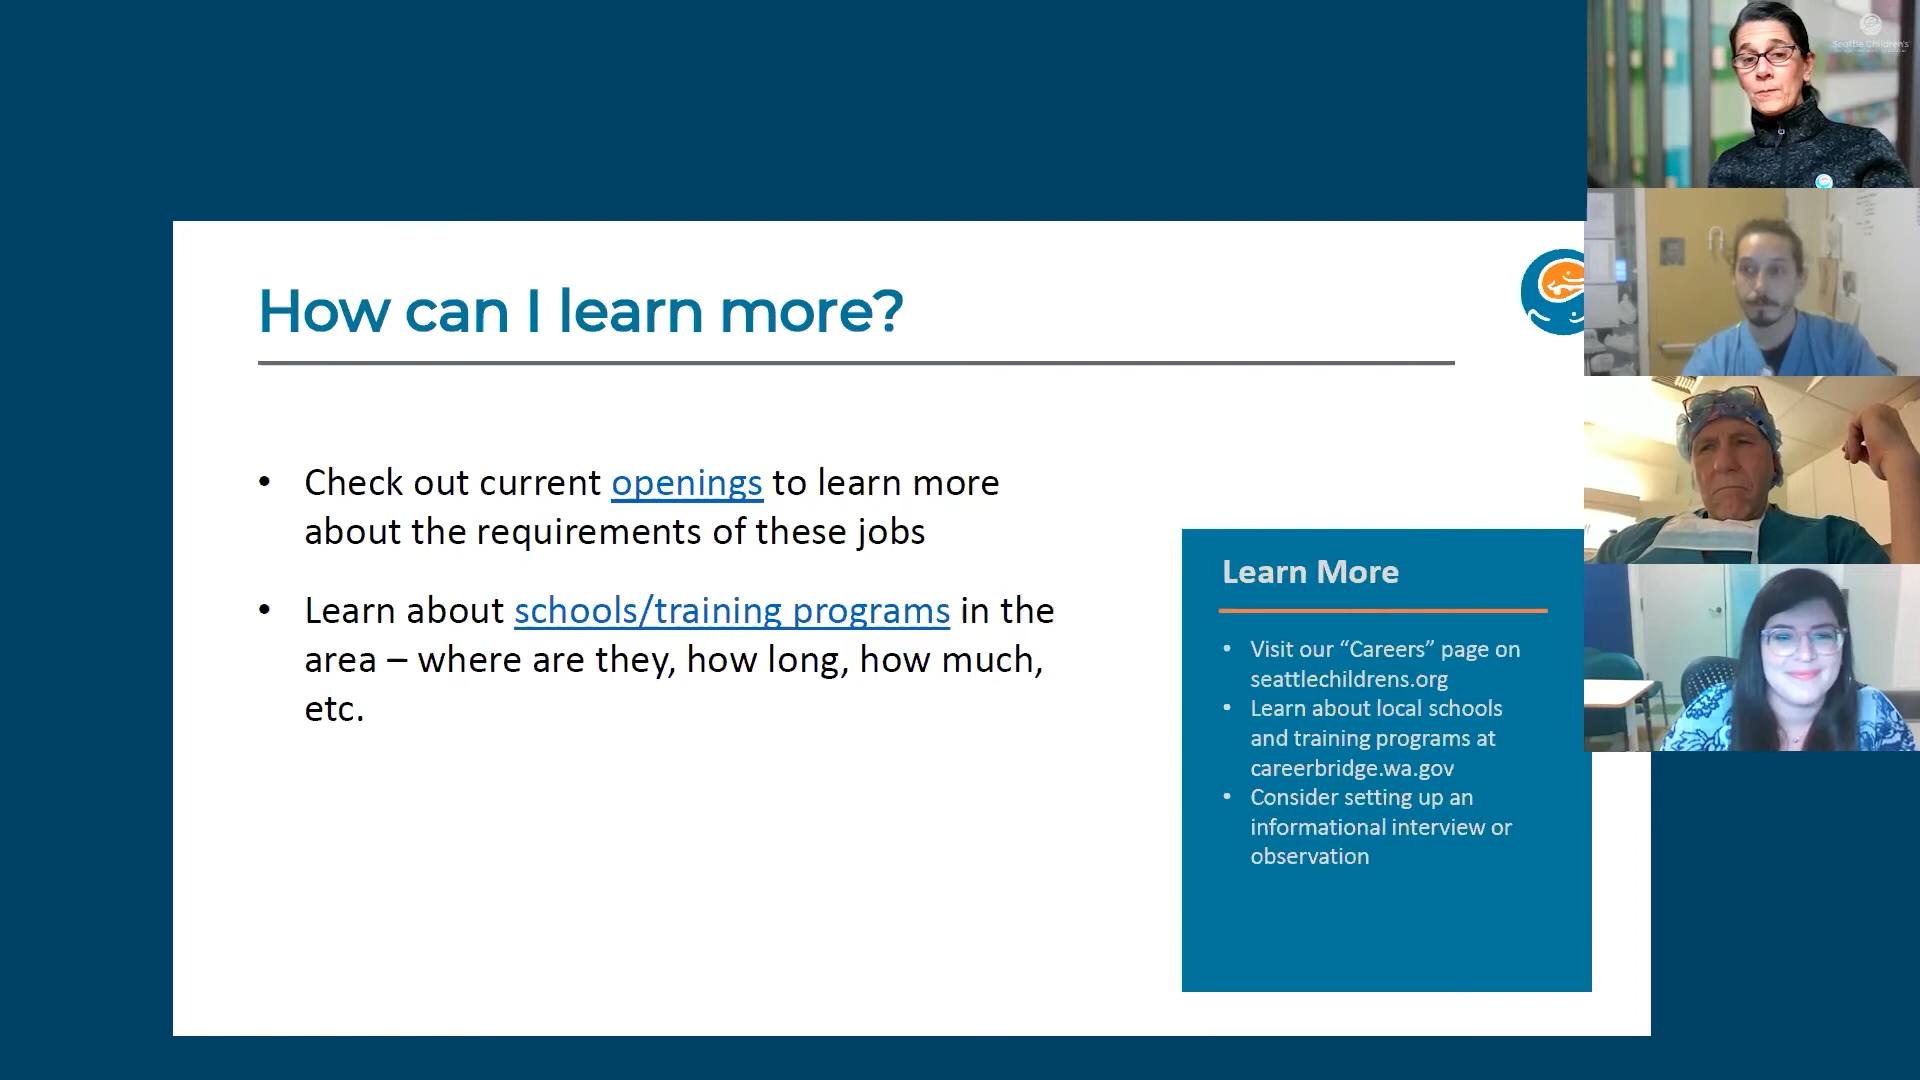 Seattle Children's
How can I learn more?
• Check out current openings to learn more
about the requirements of these jobs
• Learn about schools/training programs in the
area – where are they, how long, how much,
etc.
Learn More
• Visit our “Careers” page on
seattlechildrens.org
• Learn about local schools
and training programs at
careerbridge.wa.gov
• Consider setting up an
informational interview or
observation